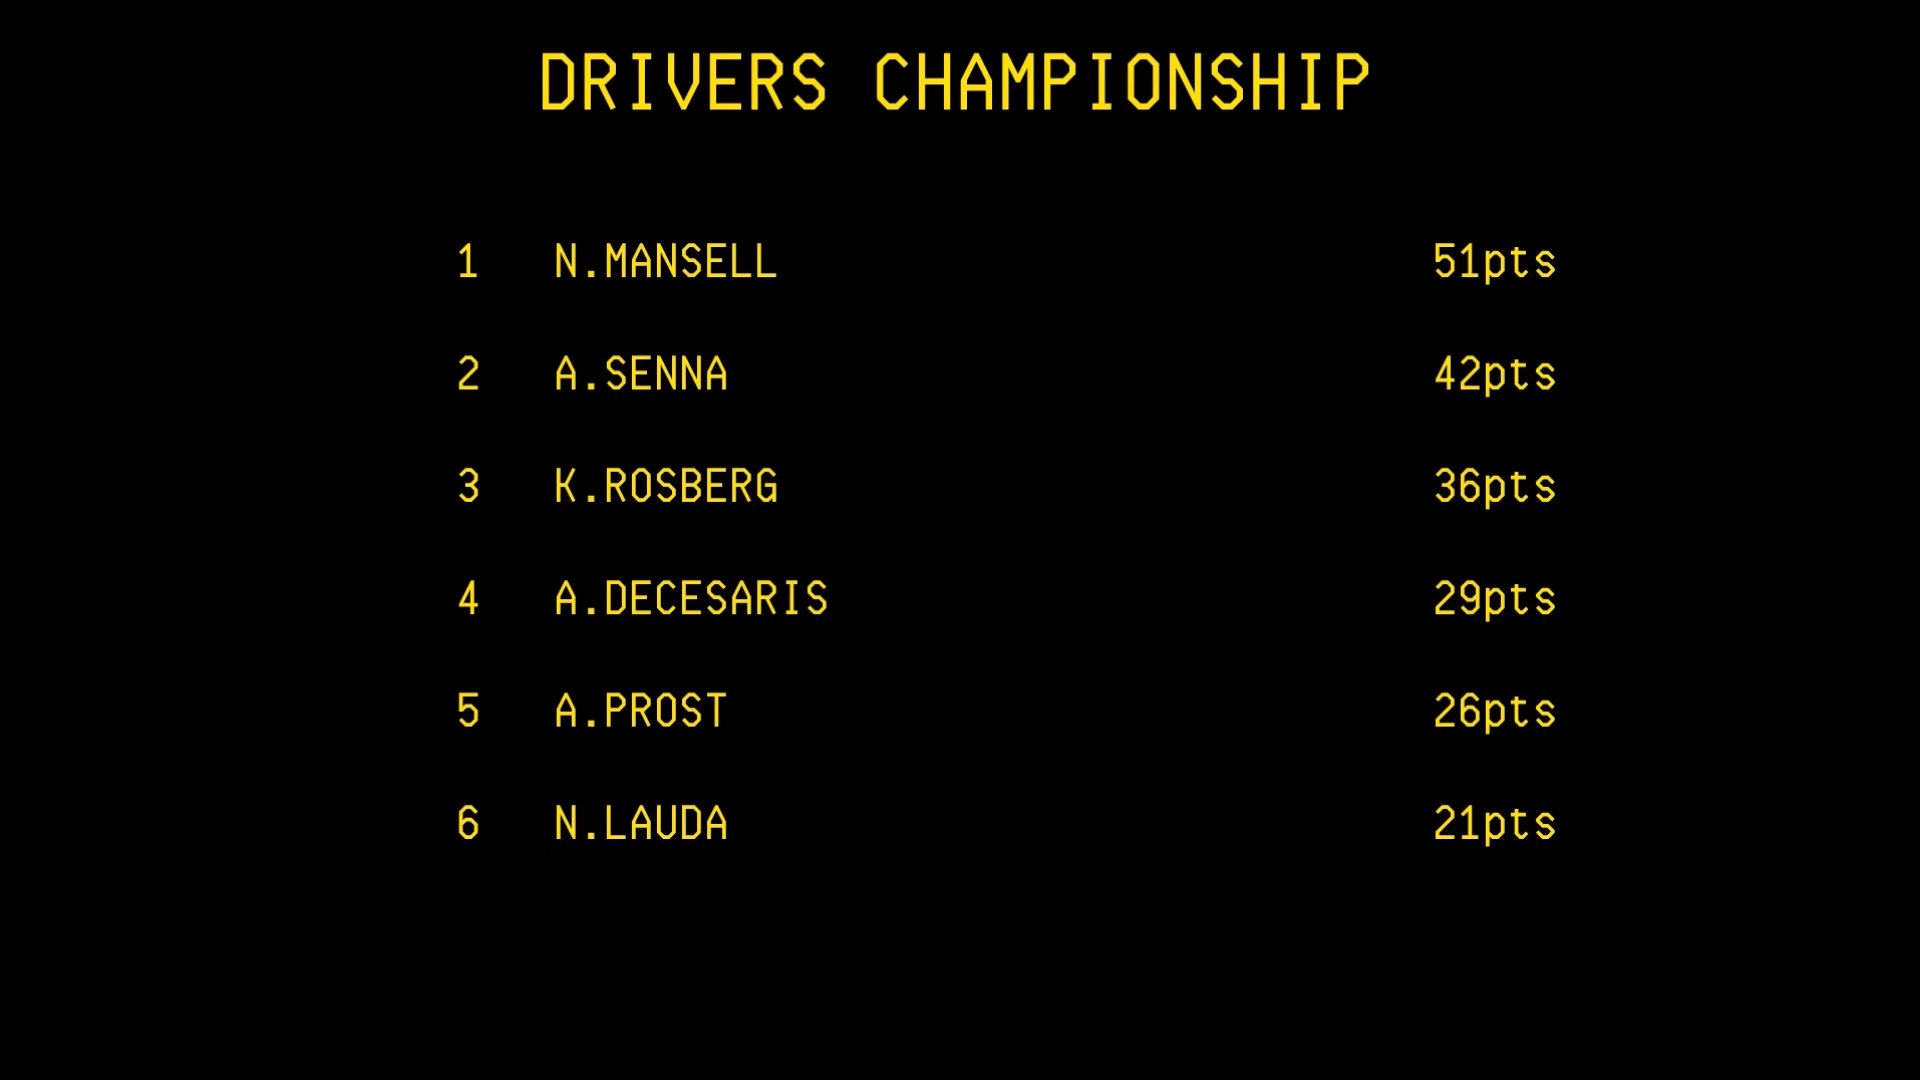 DRIVERS CHAMPIONSHIP
1 N.MANSELL 51pts
2 A.SENNA 42pts
3 K.ROSBERG 36pts
4 A.DECESARIS 29pts
5 A.PROST 26pts
6 N.LAUDA 21pts